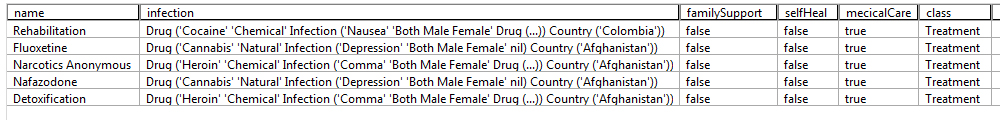 name infection familySupport selfHeal mecicalCare class
Rehabilitation Drug ('Cocaine' 'Chemical' Infection ('Nausea' 'Both Male Female' Drug (...)) Country ('Colombia')) false false true Treatment
Fluoxetine Drug ('Cannabis' 'Natural' Infection ('Depression' 'Both Male Female' nil) Country ('Afghanistan')) false false true Treatment
Narcotics Anonymous Drug ('Heroin' 'Chemical' Infection ('Comma' 'Both Male Female' Drug (...)) Country ('Afghanistan')) false false true Treatment
Nafazodone Drug ('Cannabis' 'Natural' Infection ('Depression' 'Both Male Female' nil) Country ('Afghanistan')) false false true Treatment
Detoxification Drug ('Heroin' 'Chemical' Infection ('Comma' 'Both Male Female' Drug (...)) Country ('Afghanistan')) false false true Treatment